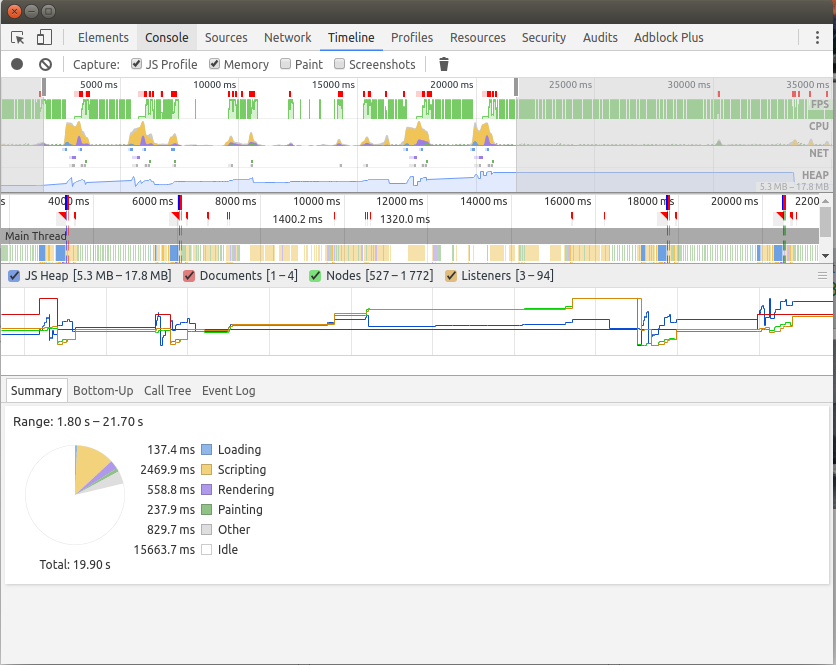 Elements Console Sources Network Timeline Profiles Resources Security Audits Adblock Plus
Capture: JS Profile Memory Paint Screenshots
5000 ms 10000 ms 15000 ms 20000 ms 25000 ms 30000 ms 35000 ms
FPS
CPU
NET
HEAP
5.3 MB – 17.8 MB
s 4000 ms 6000 ms 8000 ms 10000 ms 12000 ms 14000 ms 16000 ms 18000 ms 20000 ms 2200
1400.2 ms 1320.0 ms
Main Thread
JS Heap [5.3 MB – 17.8 MB] Documents [1 – 4] Nodes [527 – 1 772] Listeners [3 – 94]
Summary Bottom-Up Call Tree Event Log
Range: 1.80 s – 21.70 s
137.4 ms Loading
2469.9 ms Scripting
558.8 ms Rendering
237.9 ms Painting
829.7 ms Other
15663.7 ms Idle
Total: 19.90 s